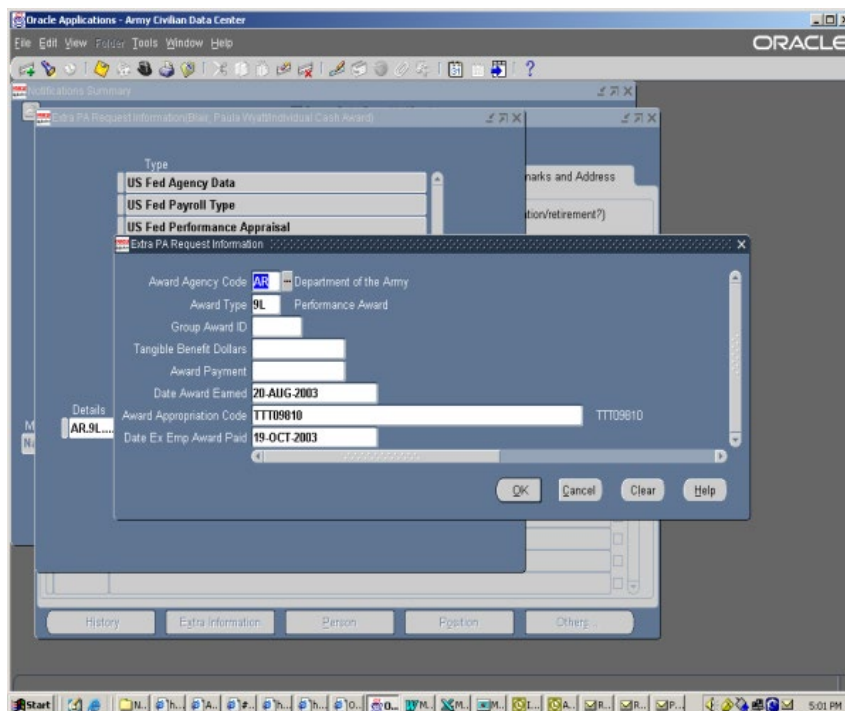 Oracle Applications - Army Civilian Data Center
File Edit View Folder Tools Window Help
ORACLE
Notifications Summary
Extra PA Request Information(Blair, Paula Wyatt/Individual Cash Award)
Type
US Fed Agency Data
US Fed Payroll Type
US Fed Performance Appraisal
marks and Address
tion/retirement?)
Extra PA Request Information
Award Agency Code AR Department of the Army
Award Type 9L Performance Award
Group Award ID
Tangible Benefit Dollars
Award Payment
Date Award Earned 20-AUG-2003
Award Appropriation Code TTT09810 TTT09810
Date Ex Emp Award Paid 19-OCT-2003
Details
AR.9L....
M
Na
OK Cancel Clear Help
History Extra Information Person Position Others...
Start N... h... A... #... h... h... O... O... M... M... M... I... A... R... R... P... 5:01 PM